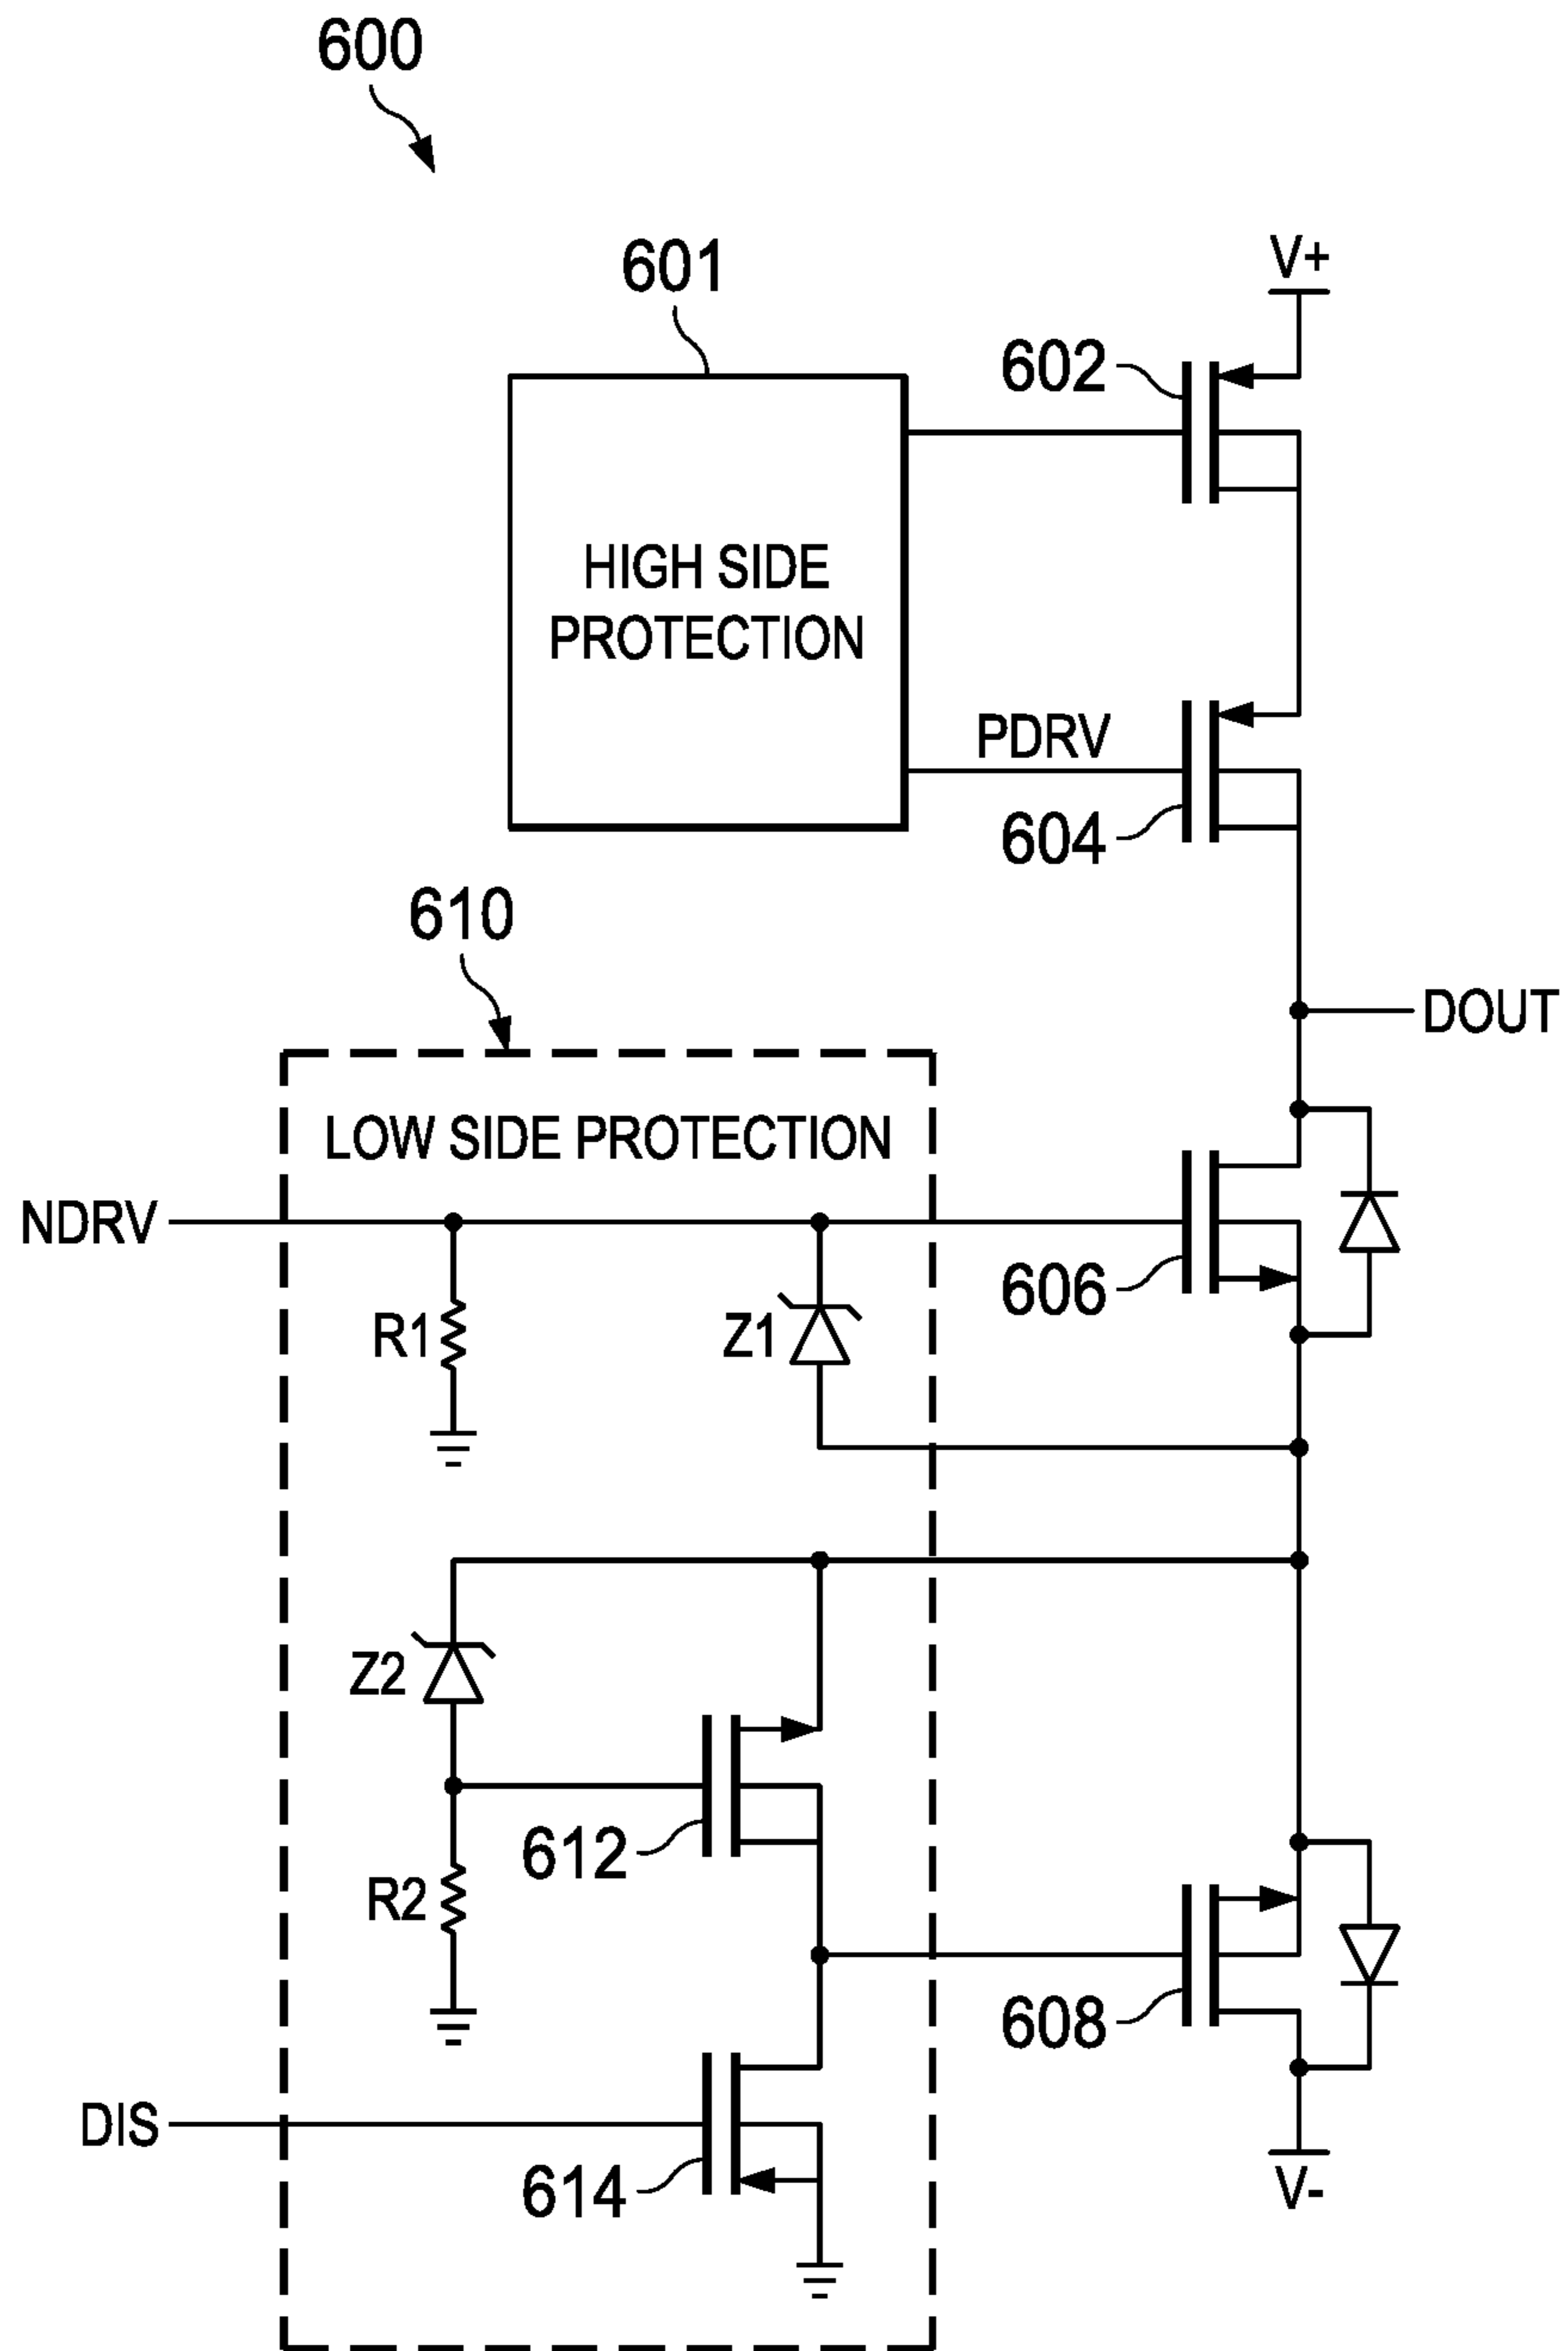 600
601
V+
602
HIGH SIDE
PROTECTION
PDRV
604
610
DOUT
LOW SIDE PROTECTION
NDRV
606
R1
Z1
Z2
612
R2
608
DIS
614
V-